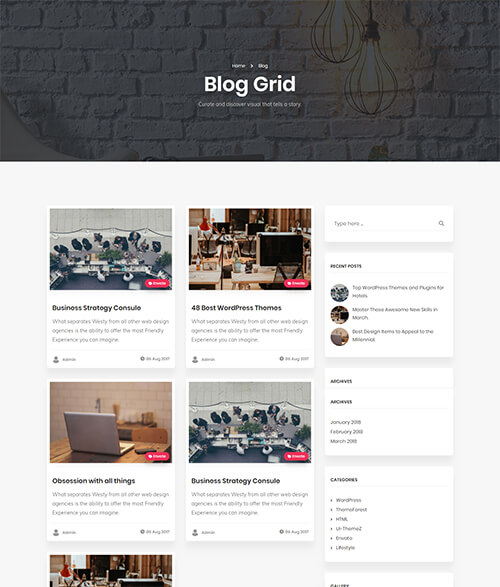 Home > Blog
Blog Grid
Curate and discover visual that tells a story.
Envato
Business Strategy Consule
What separates Westy from all other web design
agencies is the ability to offer the most Friendly
Experience you can imagine.
Admin
09 Aug 2017
Envato
48 Best WordPress Themes
What separates Westy from all other web design
agencies is the ability to offer the most Friendly
Experience you can imagine.
Admin
09 Aug 2017
Envato
Obsession with all things
What separates Westy from all other web design
agencies is the ability to offer the most Friendly
Experience you can imagine.
Admin
09 Aug 2017
Envato
Business Strategy Consule
What separates Westy from all other web design
agencies is the ability to offer the most Friendly
Experience you can imagine.
Admin
09 Aug 2017
Type here ..
RECENT POSTS
Top WordPress Themes and Plugins for
Hotels.
Master These Awesome New Skills in
March.
Best Design Items to Appeal to the
Millennial.
ARCHIVES
ARCHIVES
January 2018
February 2018
March 2018
CATEGORIES
WordPress
ThemeForest
HTML
UI-ThemeZ
Envato
Lifestyle
GALLERY